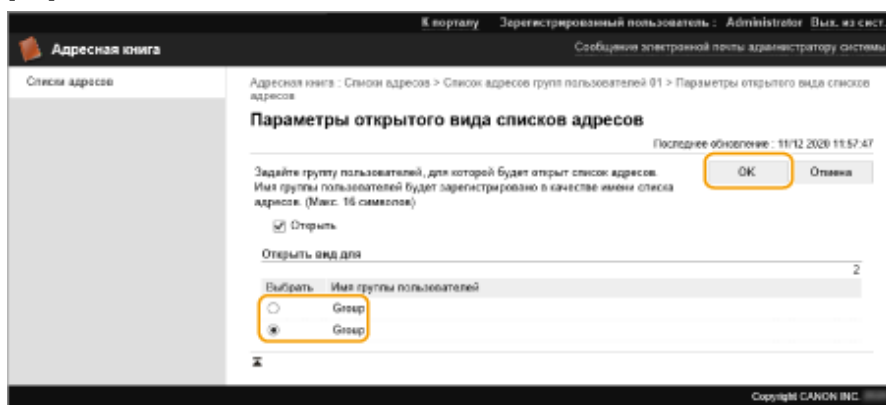 К порталу Зарегистрированный пользователь : Administrator Вых. из сист.
Адресная книга
Сообщение электронной почты администратору системы
Списки адресов
Адресная книга : Списки адресов > Список адресов групп пользователей 01 > Параметры открытого вида списков
адресов
Параметры открытого вида списков адресов
Последнее обновление : 11/12 2020 11:57:47
Задайте группу пользователей, для которой будет открыт список адресов.
Имя группы пользователей будет зарегистрировано в качестве имени списка
адресов. (Макс. 16 символов)
OK Отмена
Открыть
Открыть вид для
2
Выбрать Имя группы пользователей
Group
Group
Copyright CANON INC.